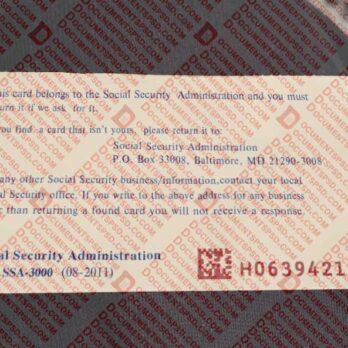 is card belongs to the Social Security Administration and you must
urn it if we ask for it.
you find a card that isn't yours, please return it to:
Social Security Administration
P. O. Box 33008, Baltimore, MD 21290-3008
any other Social Security business/information, contact your local
al Security office. If you write to the above address for any business
r than returning a found card you will not receive a response.
al Security Administration
SSA-3000 (08-2011)
H0639421
DOCUMENTSPSD.COM